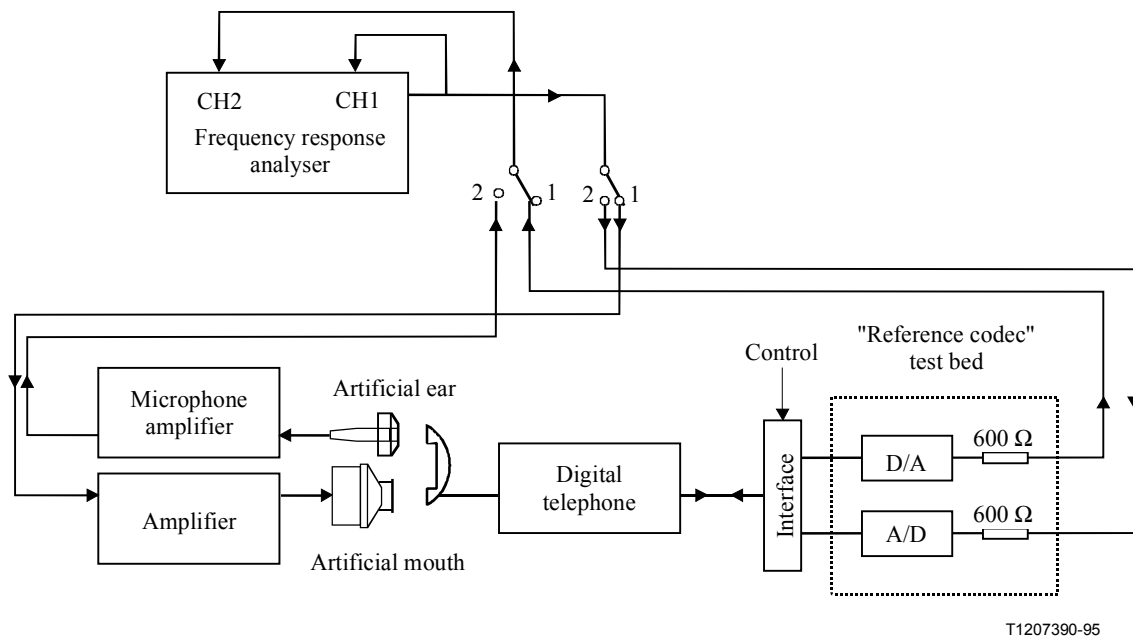 CH2
CH1
Frequency response
analyser
2
1
2
1
"Reference codec"
test bed
Control
Artificial ear
Microphone
amplifier
600 Ω
D/A
Digital
telephone
Interface
600 Ω
Amplifier
A/D
Artificial mouth
T1207390-95